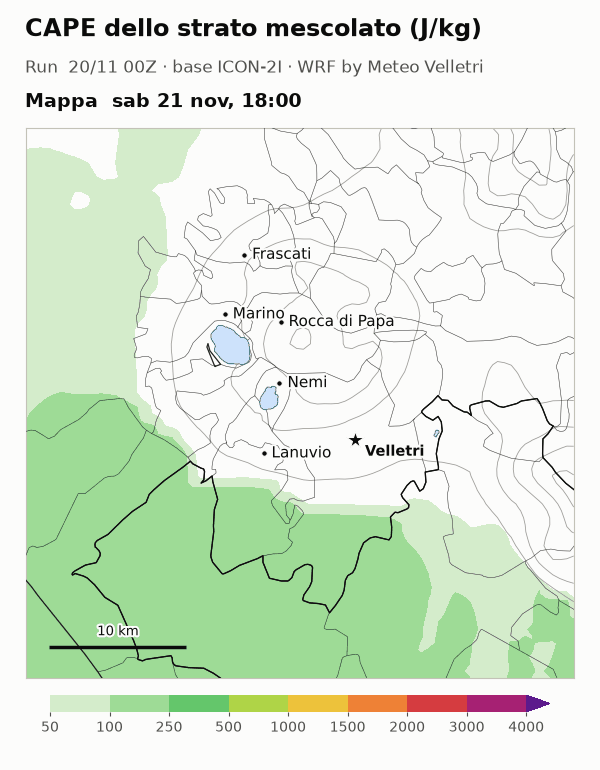 CAPE dello strato mescolato (J/kg)
Run  20/11 00Z · base ICON-2I · WRF by Meteo Velletri
Mappa  sab 21 nov, 18:00
Frascati
Marino
Rocca di Papa
Nemi
Velletri
Lanuvio
10 km
50 100 250 500 1000 1500 2000 3000 4000